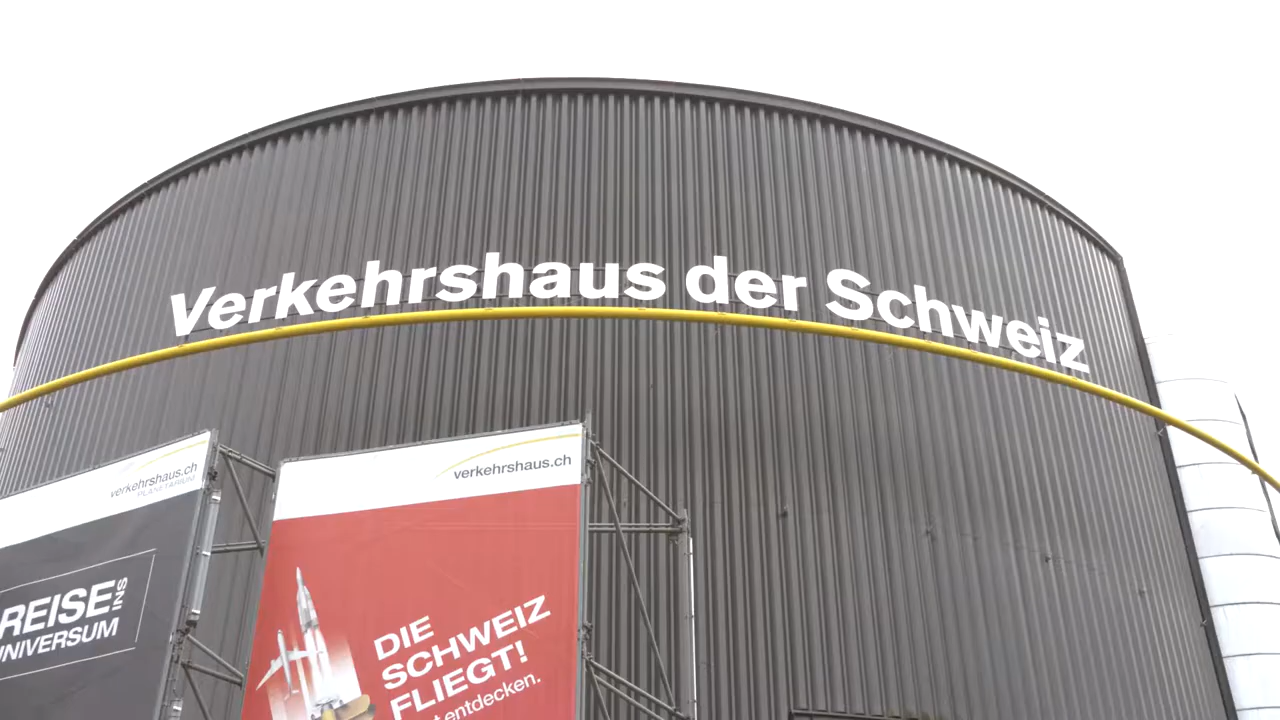 Verkehrshaus der Schweiz
verkehrshaus.ch
PLANETARIUM
REISE INS
UNIVERSUM
verkehrshaus.ch
DIE
SCHWEIZ
FLIEGT!
entdecken.